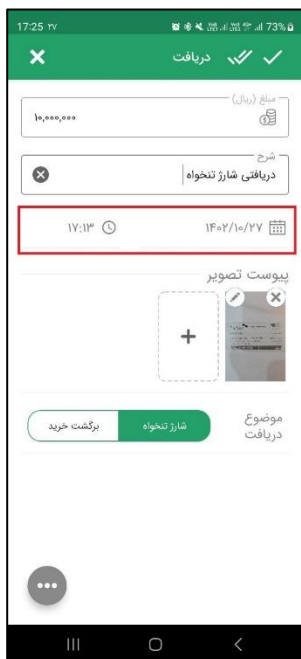 17:25 ۲۷ 73%
دریافت
مبلغ (ریال)
۱۰,۰۰۰,۰۰۰
شرح
دریافتی شارژ تنخواه
۱۴۰۲/۱۰/۲۷ ۱۷:۱۳
پیوست تصویر
+
موضوع دریافت
شارژ تنخواه برگشت خرید